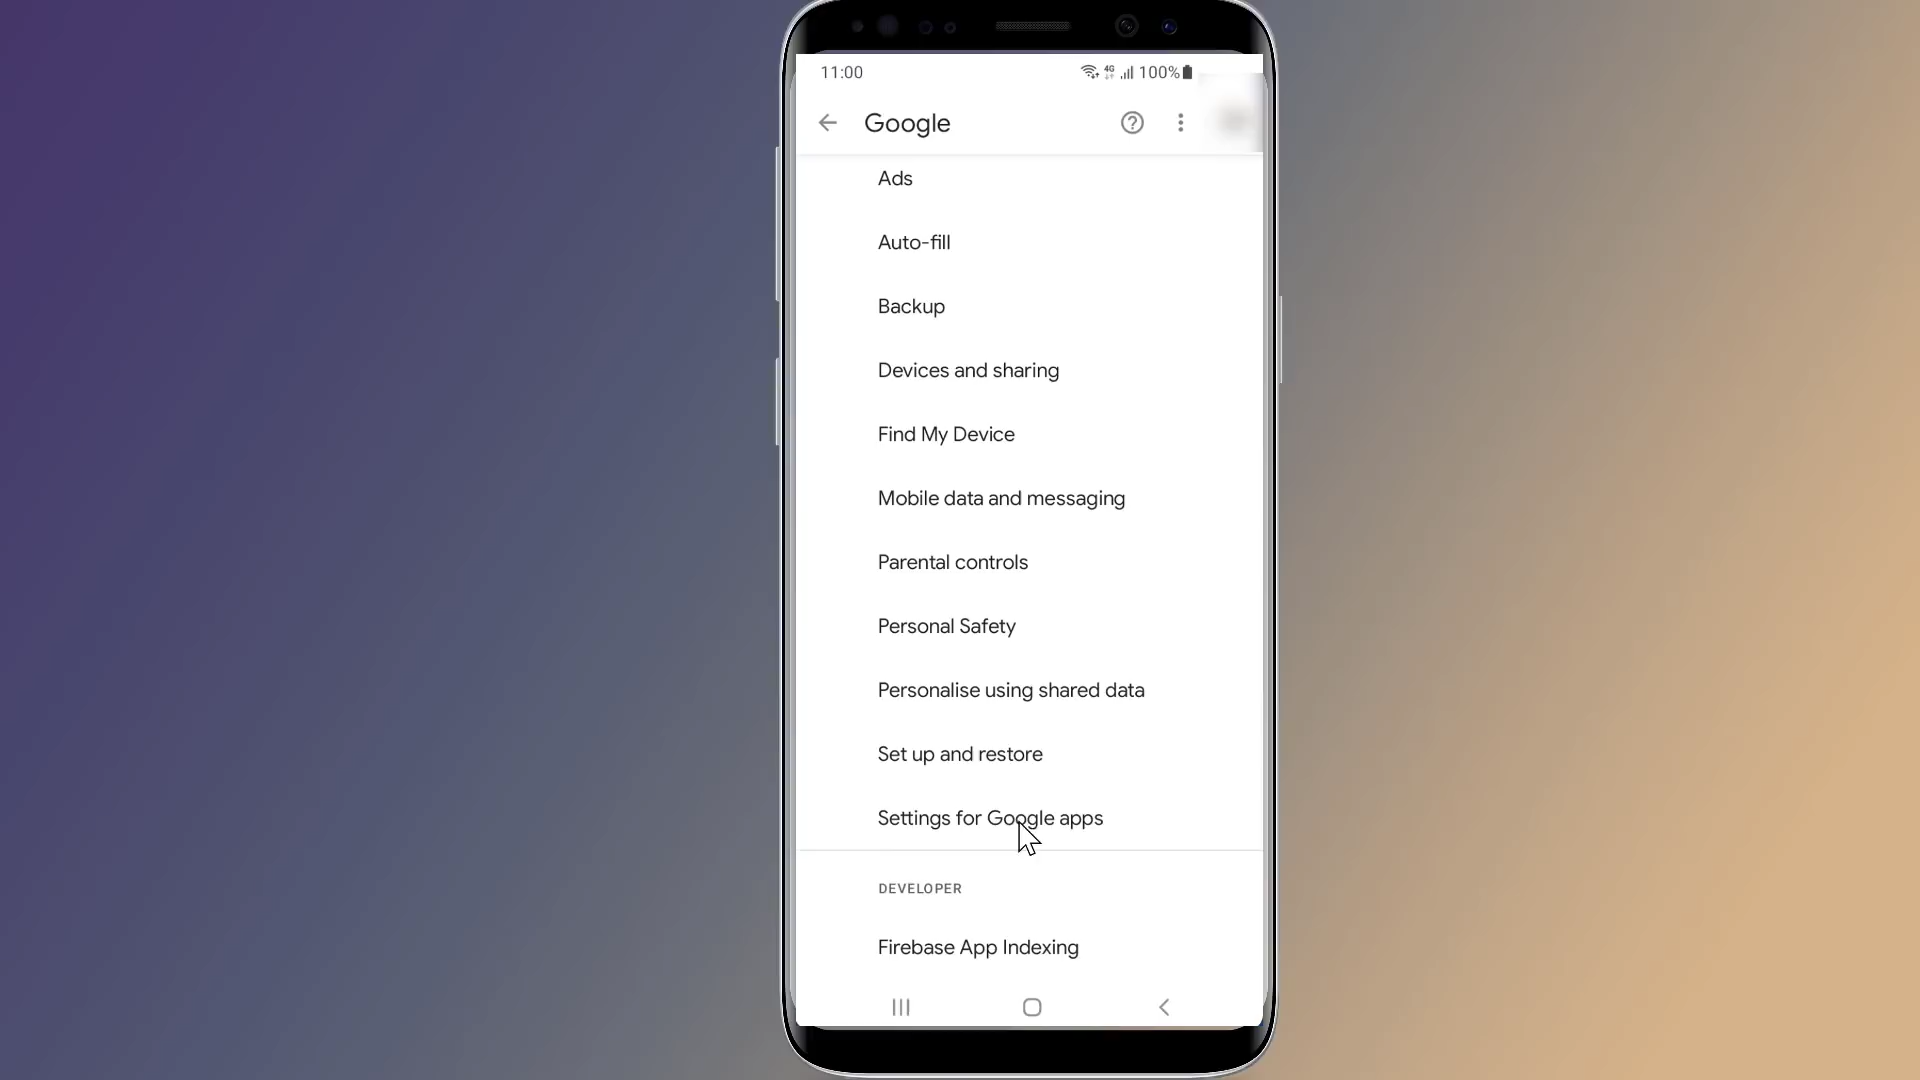 11:00 4G 100%
Google
Ads
Auto-fill
Backup
Devices and sharing
Find My Device
Mobile data and messaging
Parental controls
Personal Safety
Personalise using shared data
Set up and restore
Settings for Google apps
DEVELOPER
Firebase App Indexing